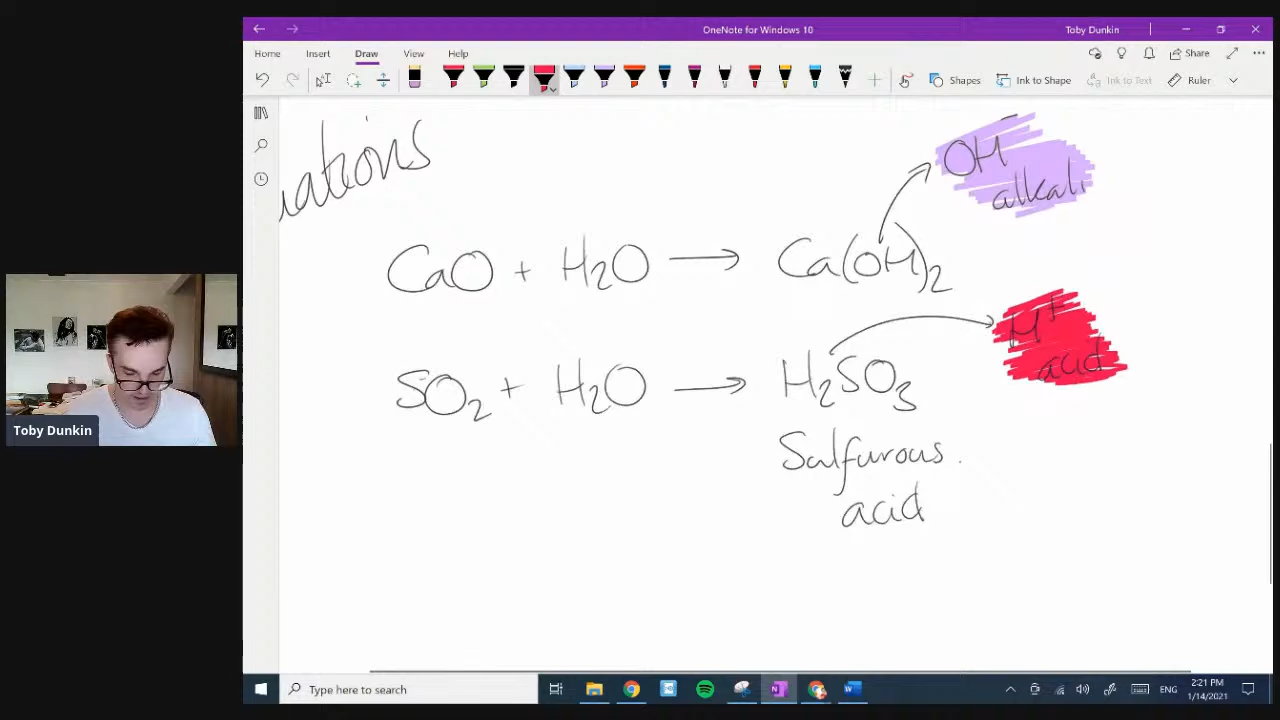 OneNote for Windows 10
Toby Dunkin
Home Insert Draw View Help
Share
Shapes Ink to Shape Ink to Text Ruler
uations
OH-
alkali
CaO + H2O → Ca(OH)2
H+
acid
SO2 + H2O → H2SO3
Salfurous
acid
Toby Dunkin
Type here to search
ENG
2:21 PM
1/14/2021